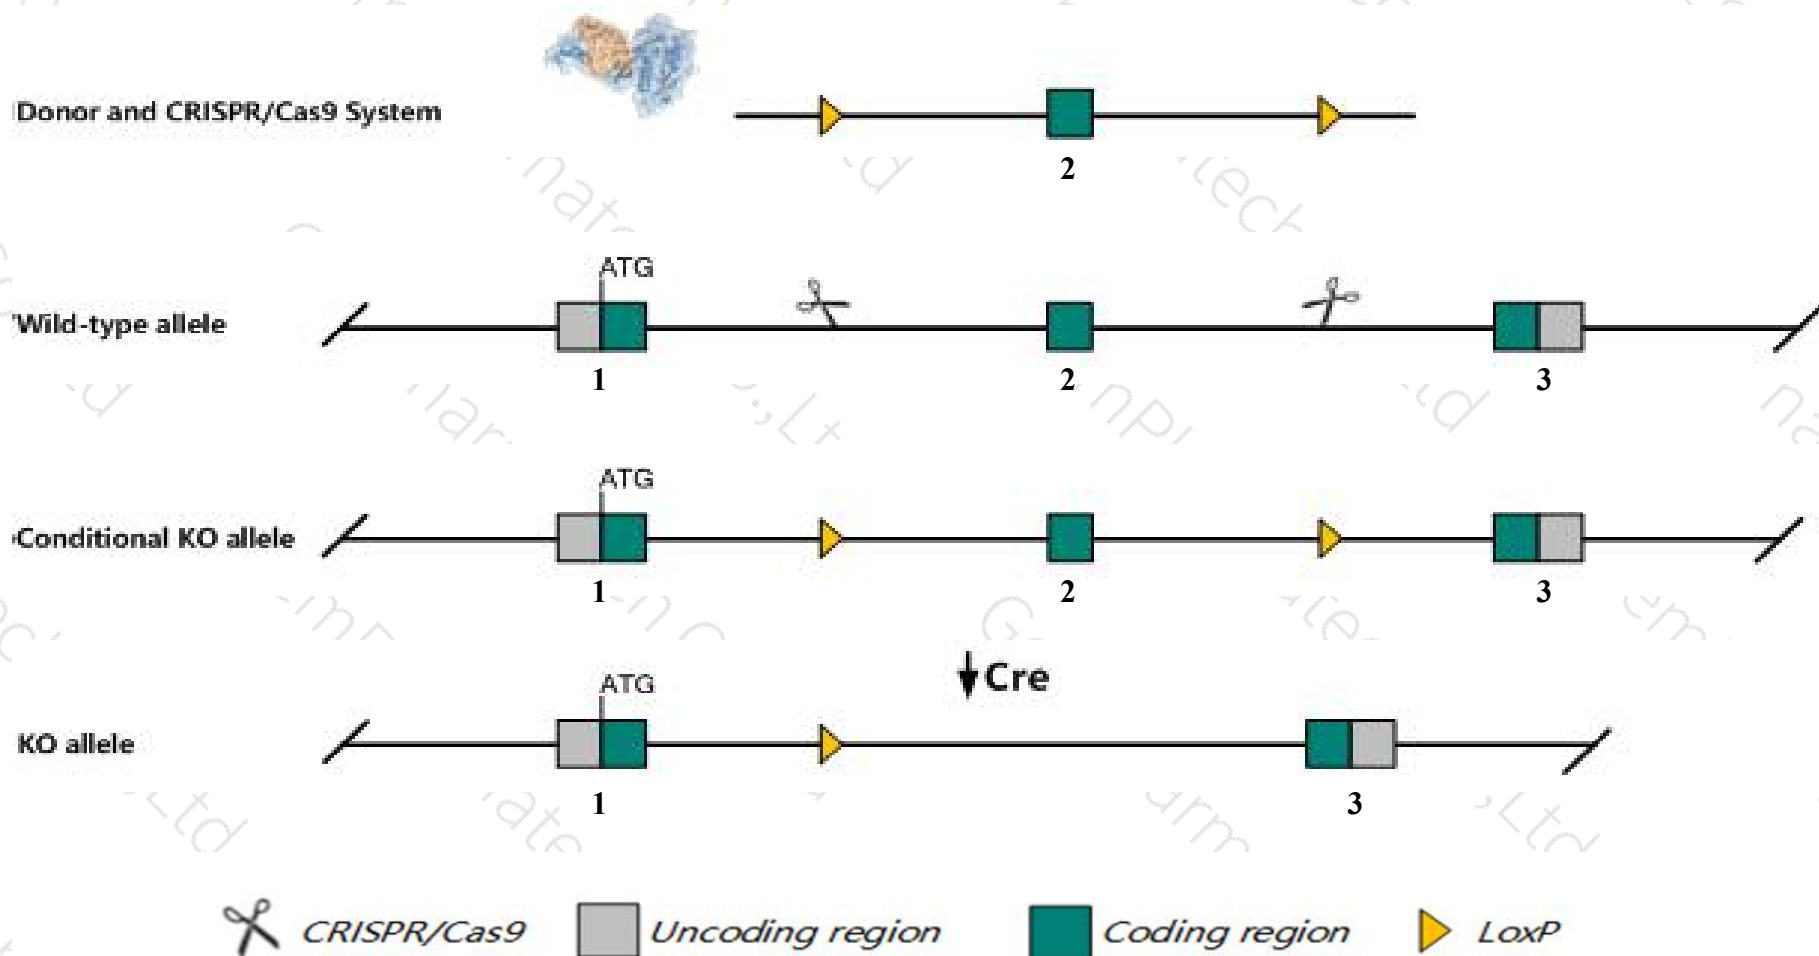 Donor and CRISPR/Cas9 System
2
ATG
Wild-type allele
1 2 3
ATG
Conditional KO allele
1 2 3
Cre
ATG
KO allele
1 3
CRISPR/Cas9 Uncoding region Coding region LoxP